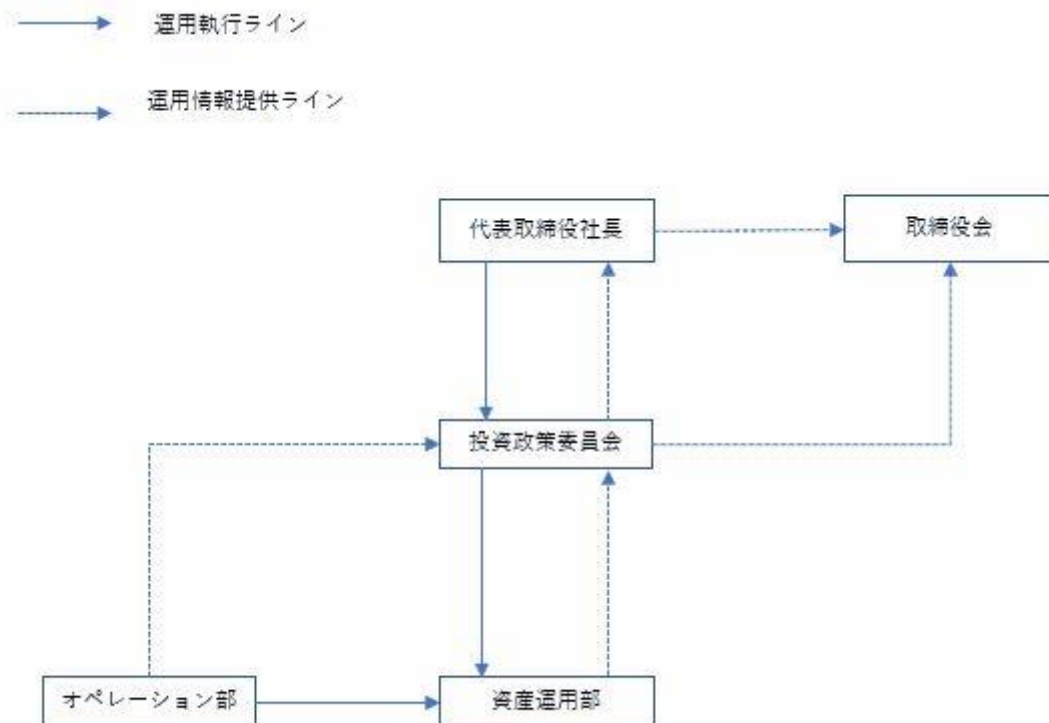 運用執行ライン
運用情報提供ライン
代表取締役社長
取締役会
投資政策委員会
オペレーション部
資産運用部